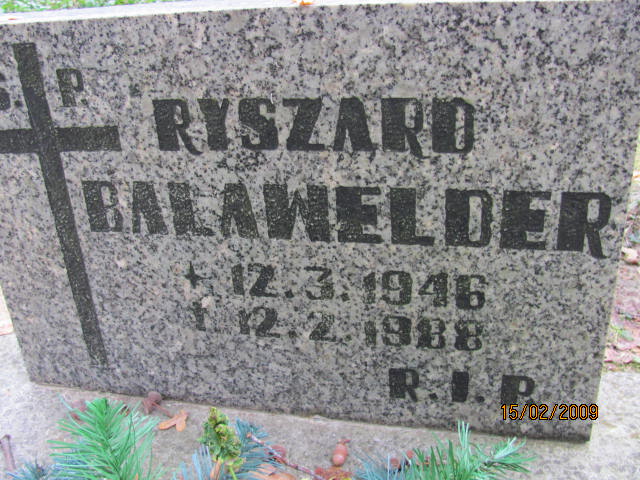 Ś. P.
RYSZARD
BALAWELDER
* 12.3.1946
† 12.2.1988
R.I.P.
15/02/2009